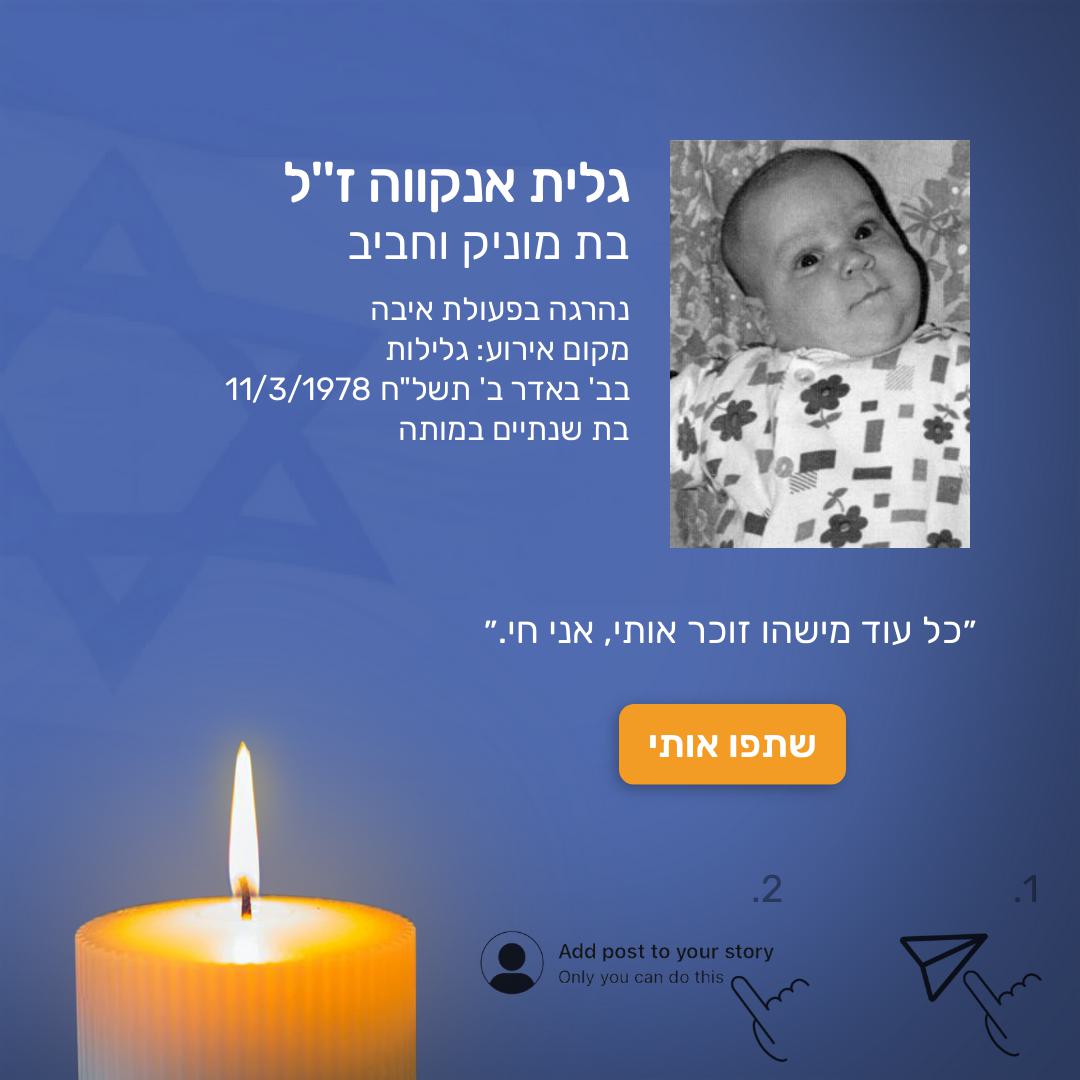 גלית אנקווה ז"ל
בת מוניק וחביב
נהרגה בפעולת איבה
מקום אירוע: גלילות
בב' באדר ב' תשל"ח 11/3/1978
בת שנתיים במותה
״כל עוד מישהו זוכר אותי, אני חי.״
שתפו אותי
1.
2.
Add post to your story
Only you can do this